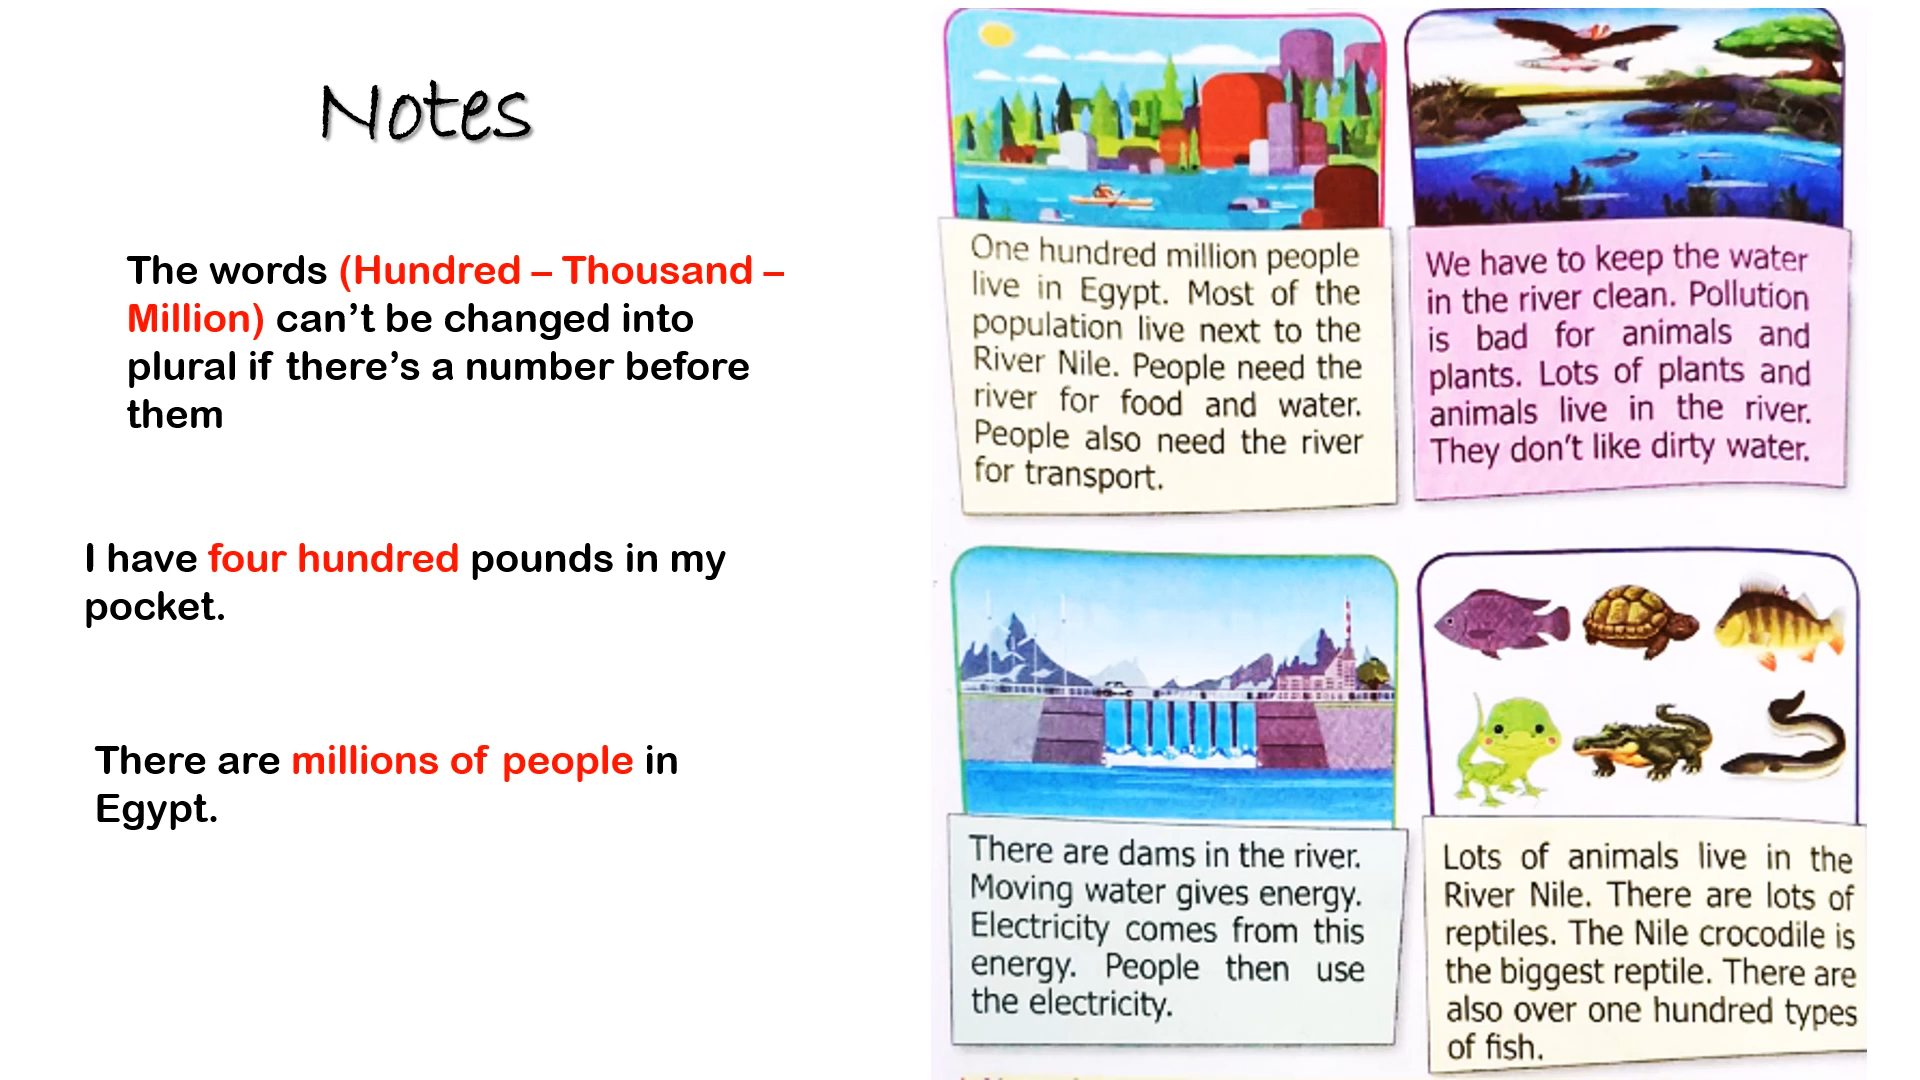 Notes
The words (Hundred – Thousand –
Million) can’t be changed into
plural if there’s a number before
them
I have four hundred pounds in my
pocket.
There are millions of people in
Egypt.
One hundred million people
live in Egypt. Most of the
population live next to the
River Nile. People need the
river for food and water.
People also need the river
for transport.
We have to keep the water
in the river clean. Pollution
is bad for animals and
plants. Lots of plants and
animals live in the river.
They don't like dirty water.
There are dams in the river.
Moving water gives energy.
Electricity comes from this
energy. People then use
the electricity.
Lots of animals live in the
River Nile. There are lots of
reptiles. The Nile crocodile is
the biggest reptile. There are
also over one hundred types
of fish.